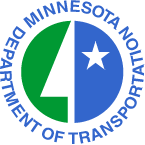 MINNESOTA
DEPARTMENT OF TRANSPORTATION